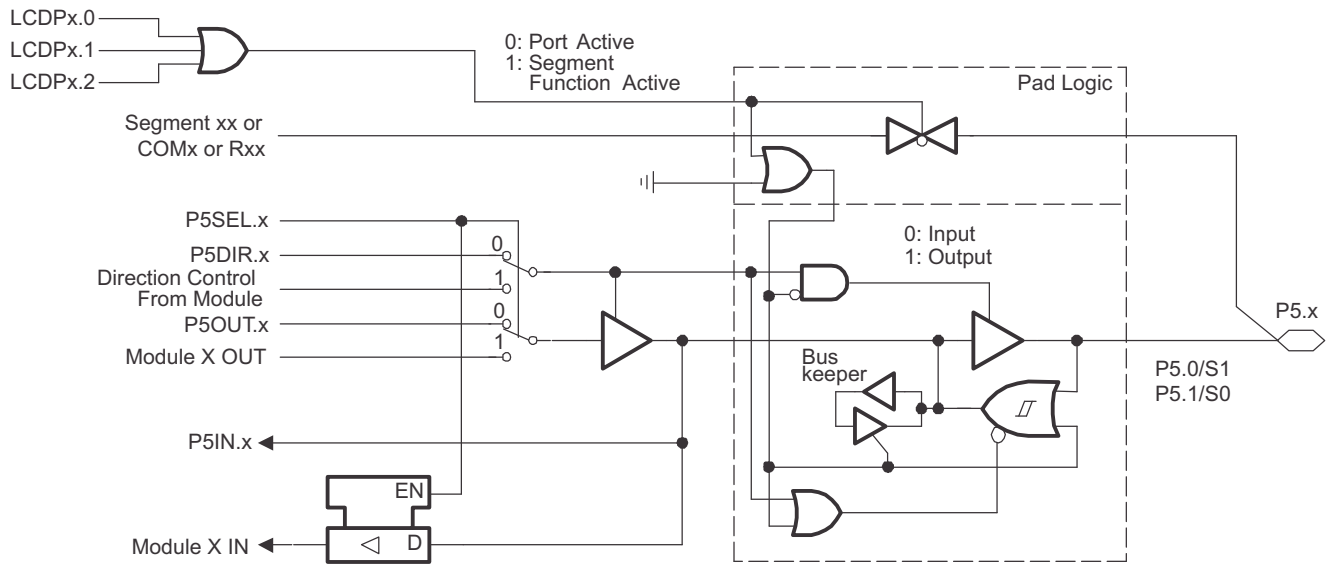 LCDPx.0
LCDPx.1
LCDPx.2
0: Port Active
1: Segment
Function Active
Pad Logic
Segment xx or
COMx or Rxx
P5SEL.x
P5DIR.x
0
Direction Control
From Module
1
P5OUT.x
0
Module X OUT
1
0: Input
1: Output
Bus
keeper
P5.x
P5.0/S1
P5.1/S0
P5IN.x
EN
D
Module X IN